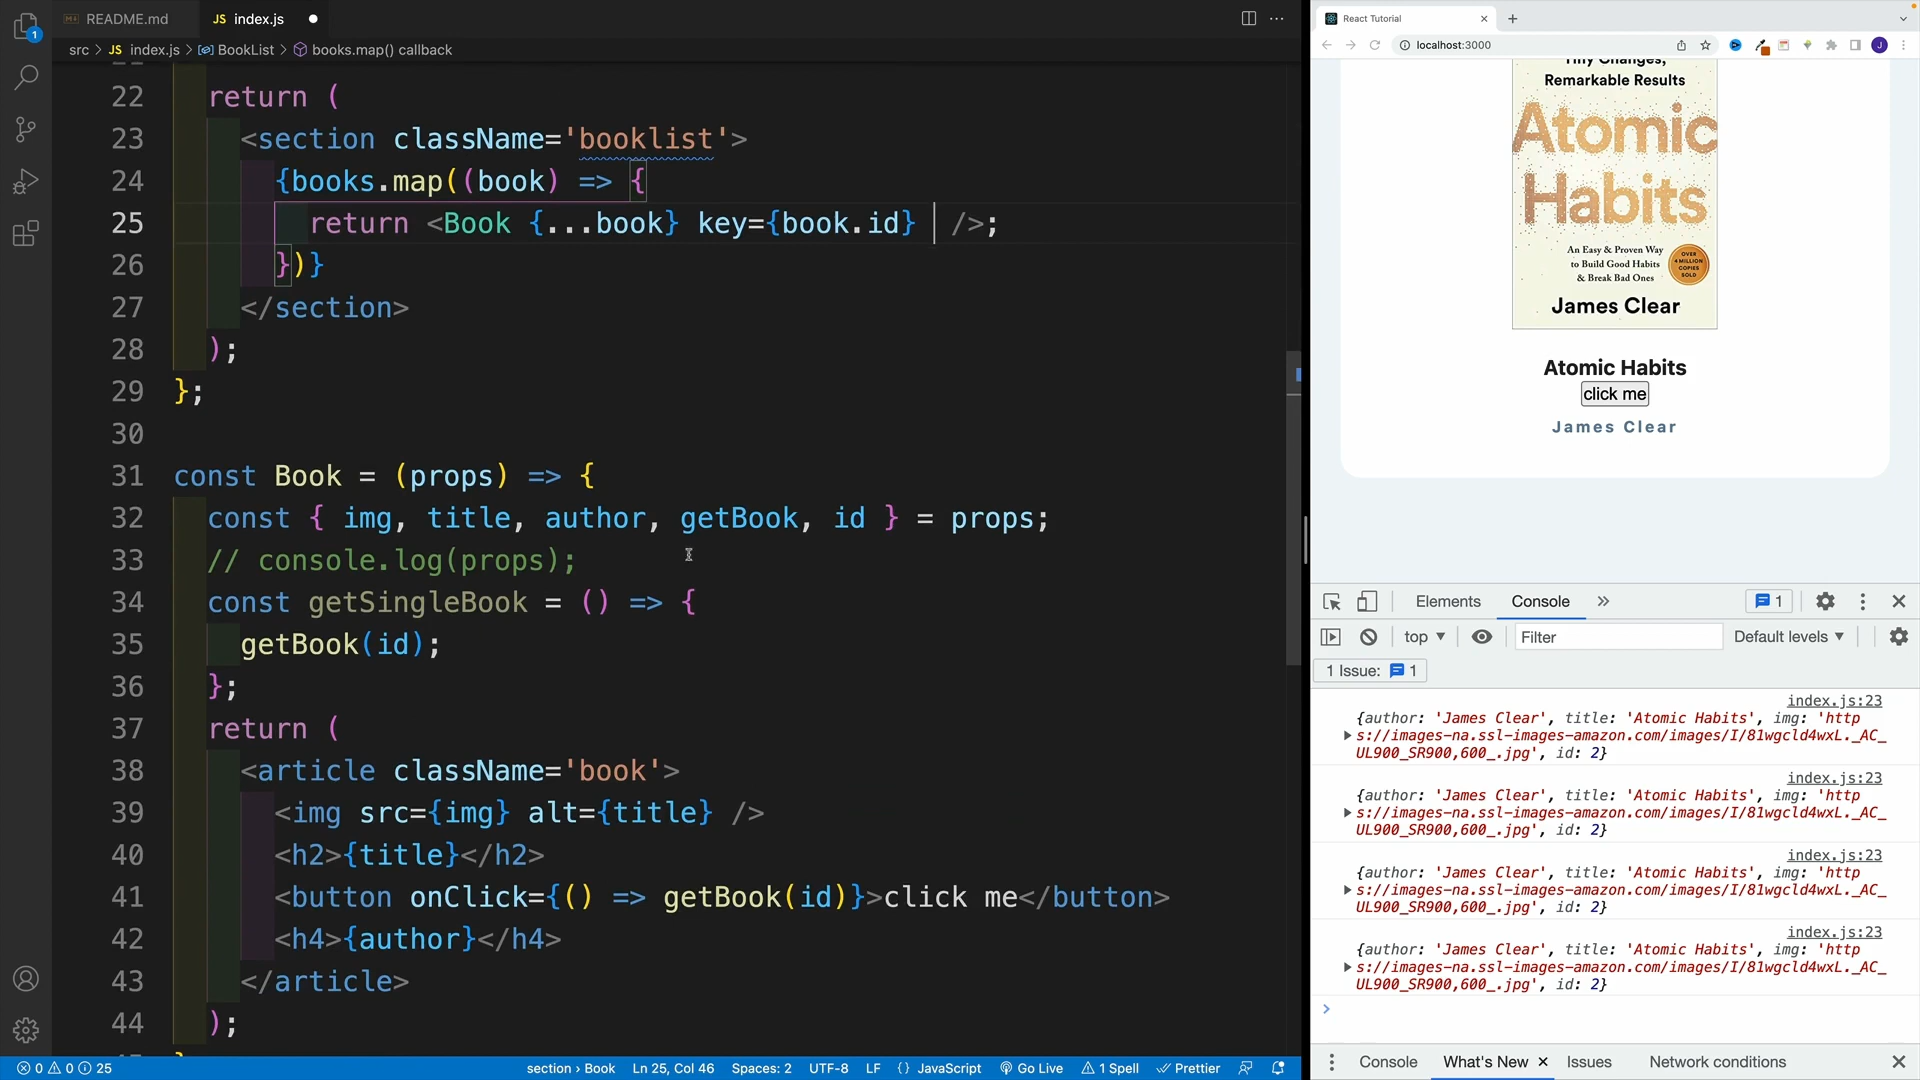 README.md
JS index.js
src > JS index.js > BookList > books.map() callback
22 return (
23 <section className='booklist'>
24 {books.map((book) => {
25 return <Book {...book} key={book.id} />;
26 })}
27 </section>
28 );
29 };
30
31 const Book = (props) => {
32 const { img, title, author, getBook, id } = props;
33 // console.log(props);
34 const getSingleBook = () => {
35 getBook(id);
36 };
37 return (
38 <article className='book'>
39 <img src={img} alt={title} />
40 <h2>{title}</h2>
41 <button onClick={() => getBook(id)}>click me</button>
42 <h4>{author}</h4>
43 </article>
44 );
1
0 0 25
section > Book Ln 25, Col 46 Spaces: 2 UTF-8 LF {} JavaScript Go Live 1 Spell Prettier
React Tutorial
localhost:3000
J
Tiny Changes,
Remarkable Results
Atomic
Habits
An Easy & Proven Way
to Build Good Habits
& Break Bad Ones
OVER
4 MILLION
COPIES
SOLD
James Clear
Atomic Habits
click me
James Clear
Elements Console » 1
top Filter Default levels
1 Issue: 1
index.js:23
{author: 'James Clear', title: 'Atomic Habits', img: 'http
s://images-na.ssl-images-amazon.com/images/I/81wgcld4wxL._AC_
UL900_SR900,600_.jpg', id: 2}
index.js:23
{author: 'James Clear', title: 'Atomic Habits', img: 'http
s://images-na.ssl-images-amazon.com/images/I/81wgcld4wxL._AC_
UL900_SR900,600_.jpg', id: 2}
index.js:23
{author: 'James Clear', title: 'Atomic Habits', img: 'http
s://images-na.ssl-images-amazon.com/images/I/81wgcld4wxL._AC_
UL900_SR900,600_.jpg', id: 2}
index.js:23
{author: 'James Clear', title: 'Atomic Habits', img: 'http
s://images-na.ssl-images-amazon.com/images/I/81wgcld4wxL._AC_
UL900_SR900,600_.jpg', id: 2}
Console What's New Issues Network conditions